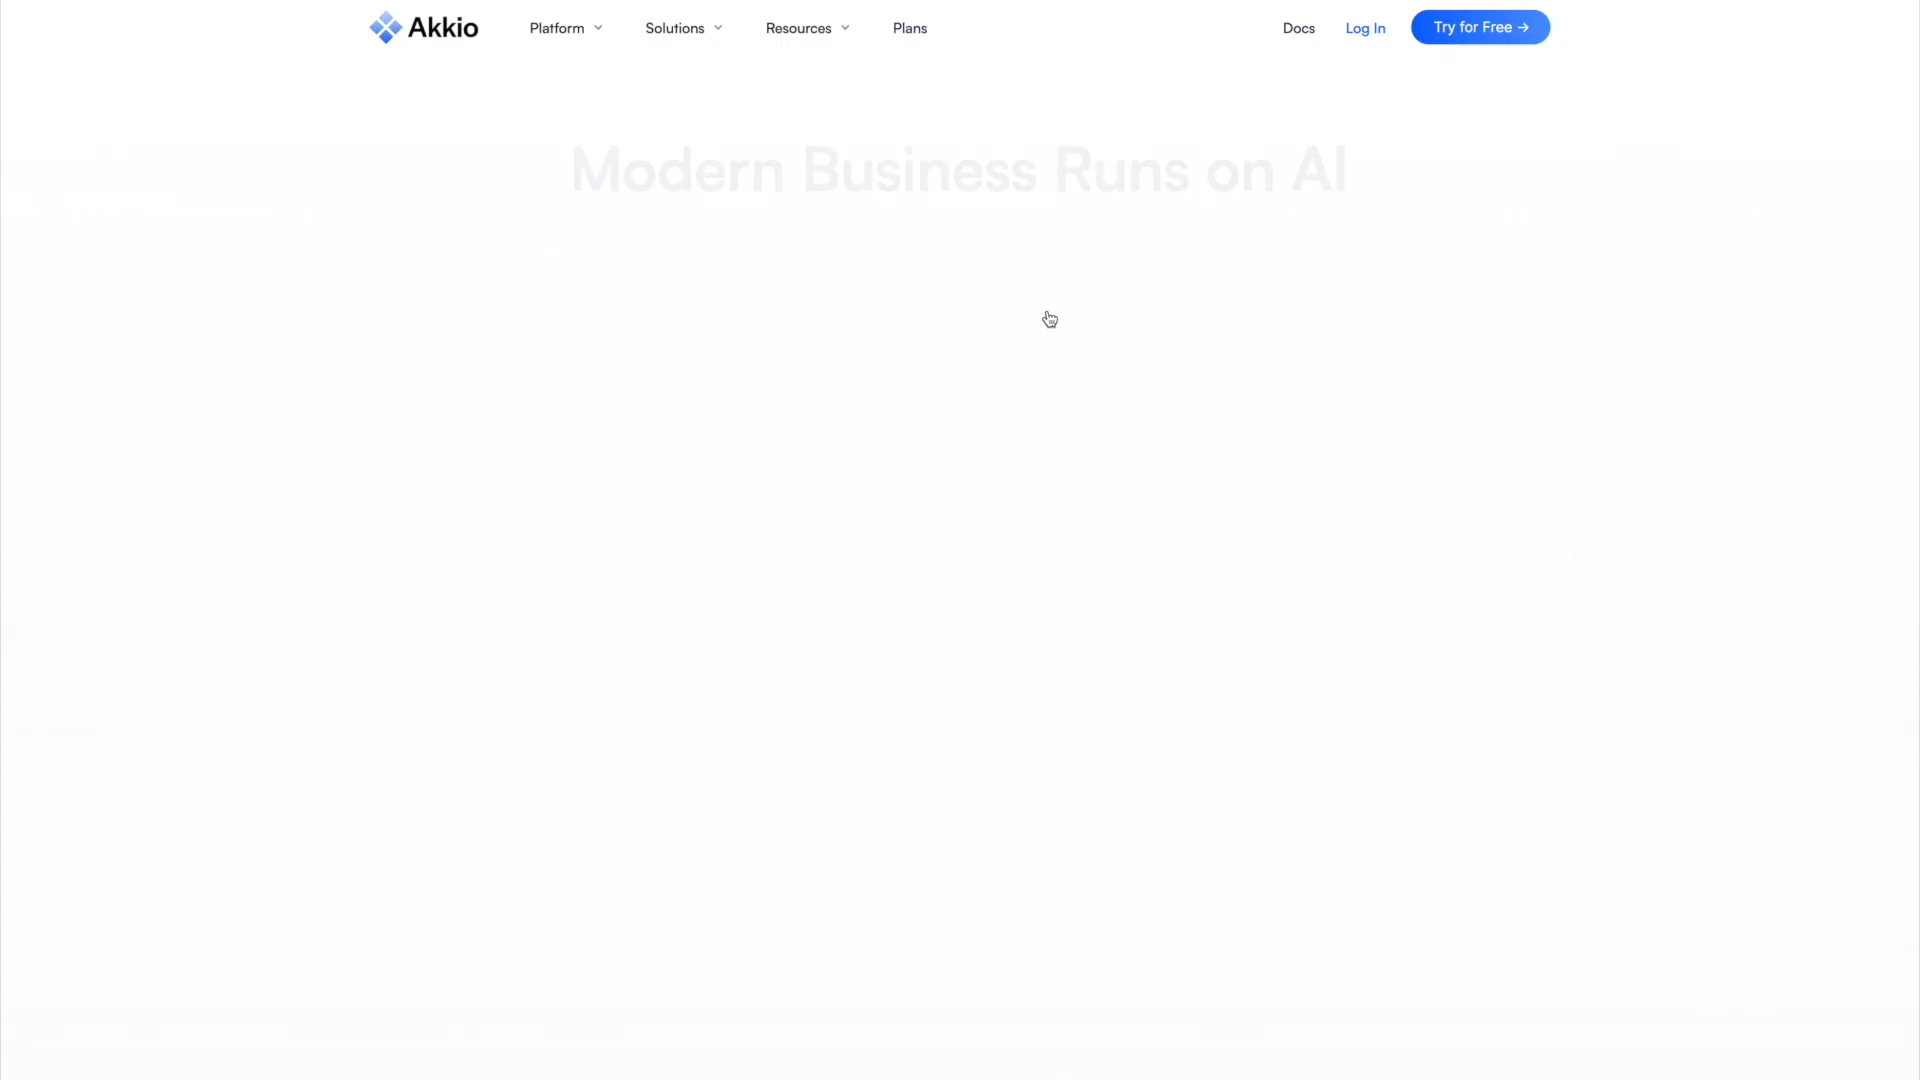 Akkio
Platform
Solutions
Resources
Plans
Docs
Log In
Try for Free →
Modern Business Runs on AI